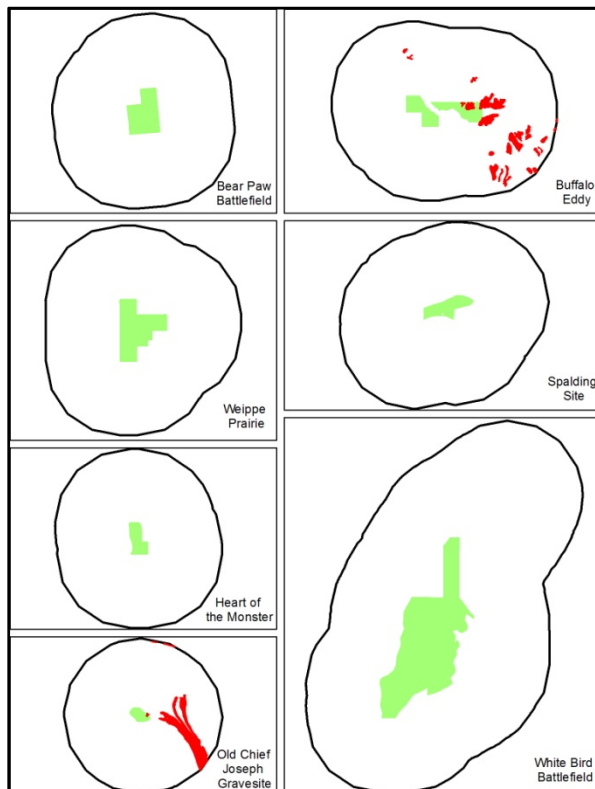 Bear Paw
Battlefield
Buffalo
Eddy
Weippe
Prairie
Spalding
Site
Heart of
the Monster
Old Chief
Joseph
Gravesite
White Bird
Battlefield